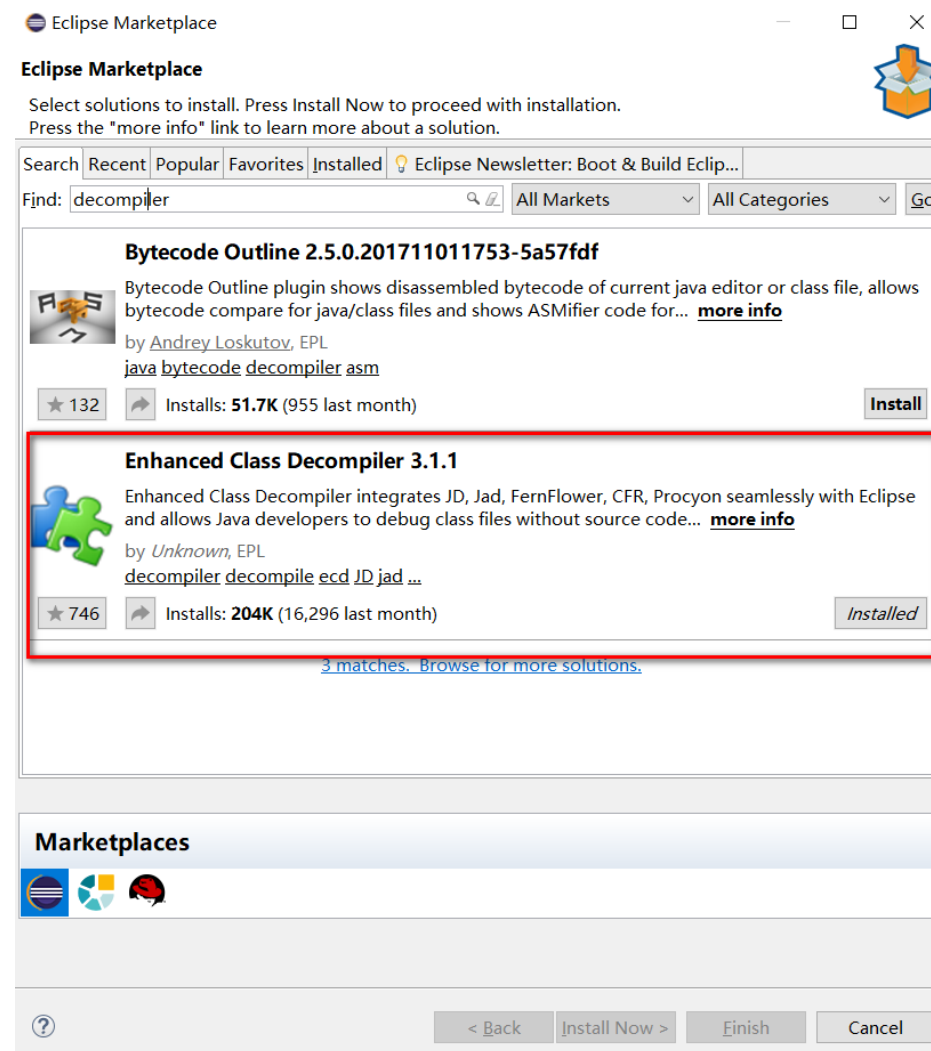 Eclipse Marketplace
Eclipse Marketplace
Select solutions to install. Press Install Now to proceed with installation.
Press the "more info" link to learn more about a solution.
Search Recent Popular Favorites Installed Eclipse Newsletter: Boot & Build Eclip...
Find: decompiler All Markets All Categories Go
Bytecode Outline 2.5.0.201711011753-5a57fdf
Bytecode Outline plugin shows disassembled bytecode of current java editor or class file, allows
bytecode compare for java/class files and shows ASMifier code for... more info
by Andrey Loskutov, EPL
java bytecode decompiler asm
132 Installs: 51.7K (955 last month) Install
Enhanced Class Decompiler 3.1.1
Enhanced Class Decompiler integrates JD, Jad, FernFlower, CFR, Procyon seamlessly with Eclipse
and allows Java developers to debug class files without source code... more info
by Unknown, EPL
decompiler decompile ecd JD jad ...
746 Installs: 204K (16,296 last month) Installed
3 matches. Browse for more solutions.
Marketplaces
? < Back Install Now > Finish Cancel